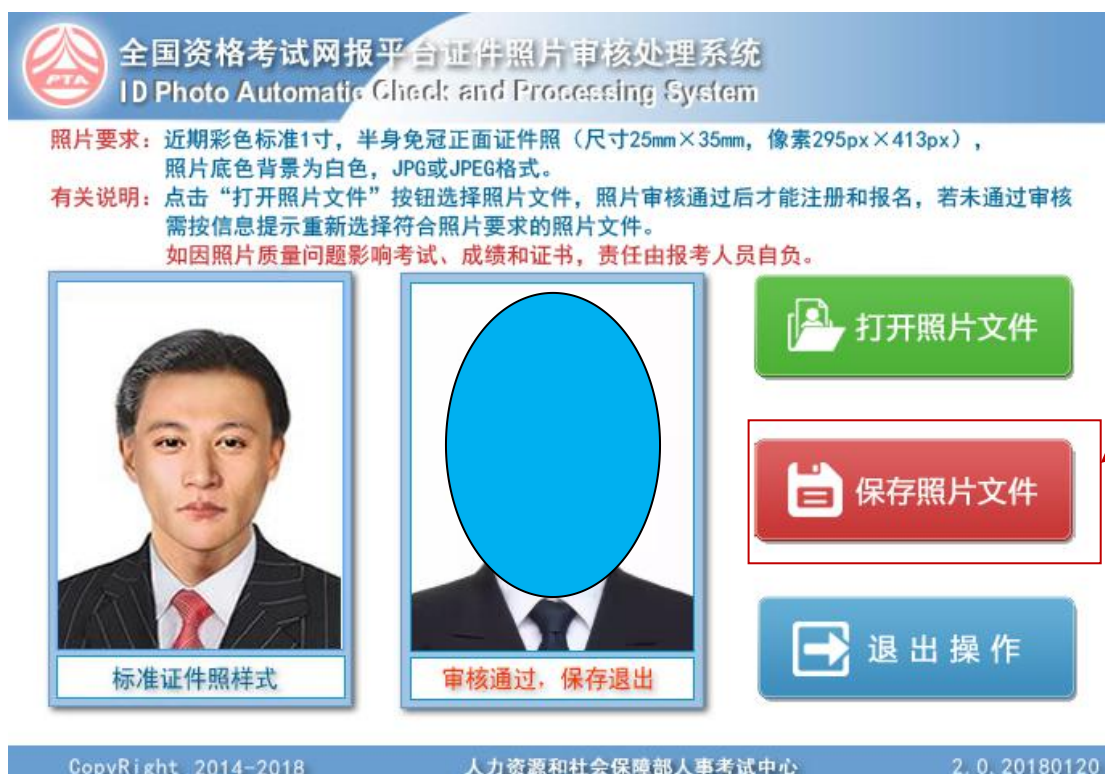 全国资格考试网报平台证件照片审核处理系统
PTA
ID Photo Automatic Check and Processing System
照片要求：近期彩色标准1寸，半身免冠正面证件照（尺寸25mm×35mm，像素295px×413px），
照片底色背景为白色，JPG或JPEG格式。
有关说明：点击“打开照片文件”按钮选择照片文件，照片审核通过后才能注册和报名，若未通过审核
需按信息提示重新选择符合照片要求的照片文件。
如因照片质量问题影响考试、成绩和证书，责任由报考人员自负。
打开照片文件
保存照片文件
退出操作
标准证件照样式
审核通过，保存退出
CopyRight 2014-2018
人力资源和社会保障部人事考试中心
2.0.20180120